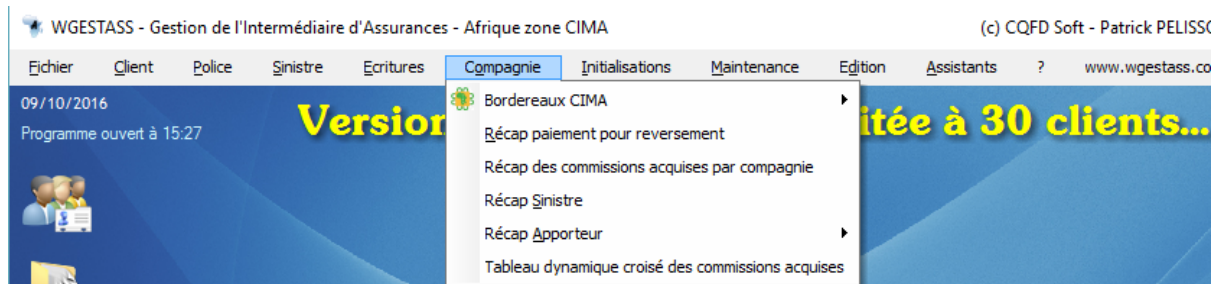 WGESTASS - Gestion de l'Intermédiaire d'Assurances - Afrique zone CIMA (c) CQFD Soft - Patrick PELISSO
Fichier Client Police Sinistre Ecritures Compagnie Initialisations Maintenance Edition Assistants ? www.wgestass.co
09/10/2016
Programme ouvert à 15:27
Version itée à 30 clients...
Bordereaux CIMA
Récap paiement pour reversement
Récap des commissions acquises par compagnie
Récap Sinistre
Récap Apporteur
Tableau dynamique croisé des commissions acquises